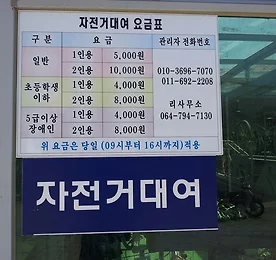 자전거대여 요금표
구 분 요 금 관리자 전화번호
일반 1인용 5,000원
2인용 10,000원
초등학생 이하 1인용 4,000원
2인용 8,000원
5급이상 장애인 1인용 4,000원
2인용 8,000원
010-3696-7070
011-692-2208
리사무소
064-794-7130
위 요금은 당일 (09시부터 16시까지)적용
자전거대여